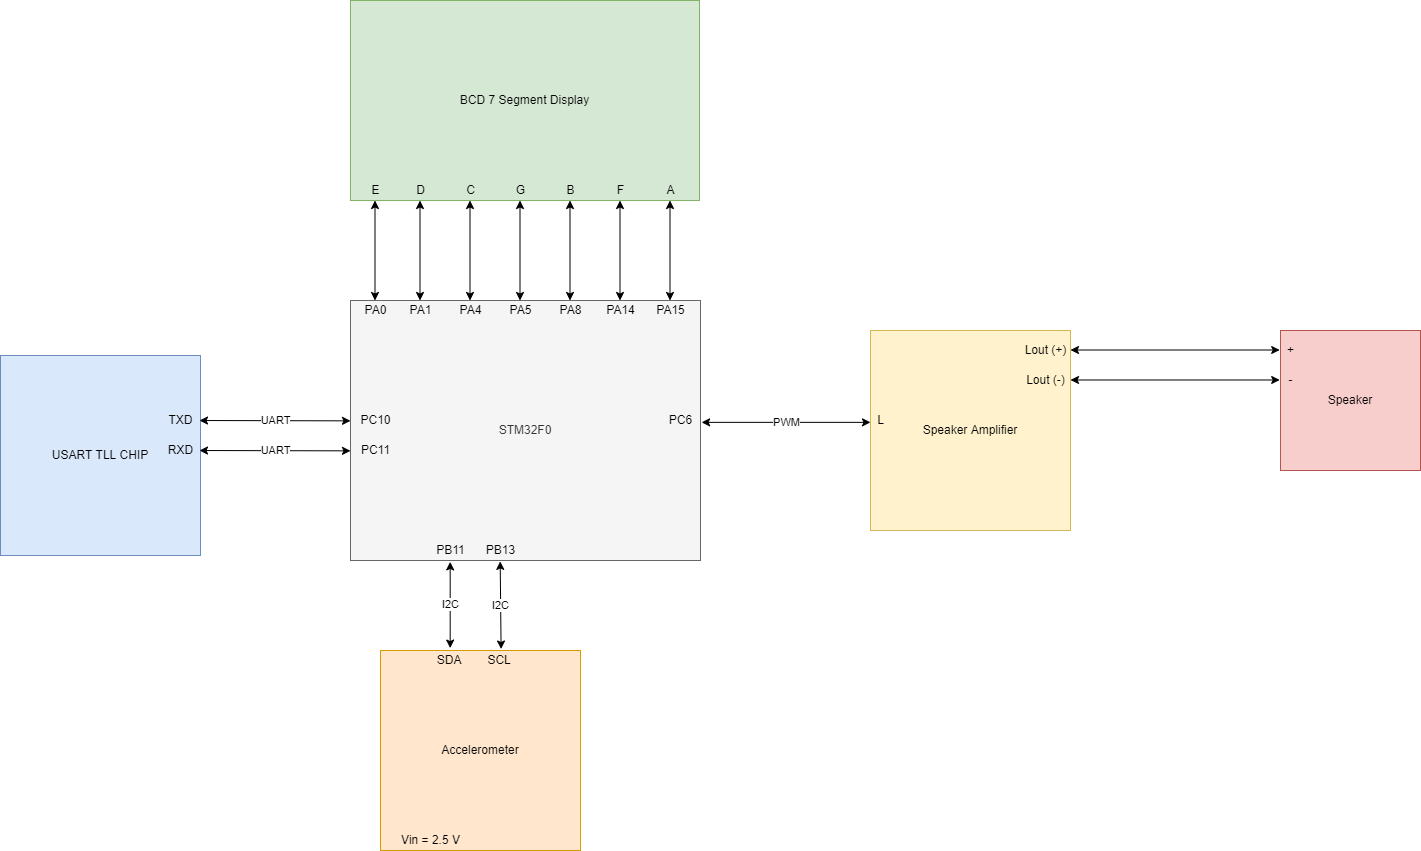 BCD 7 Segment Display
E D C G B F A
PA0 PA1 PA4 PA5 PA8 PA14 PA15
TXD UART PC10
RXD UART PC11
USART TLL CHIP
STM32F0
PC6 PWM L
Speaker Amplifier
Lout (+) +
Lout (-) -
Speaker
PB11 PB13
I2C I2C
SDA SCL
Accelerometer
Vin = 2.5 V